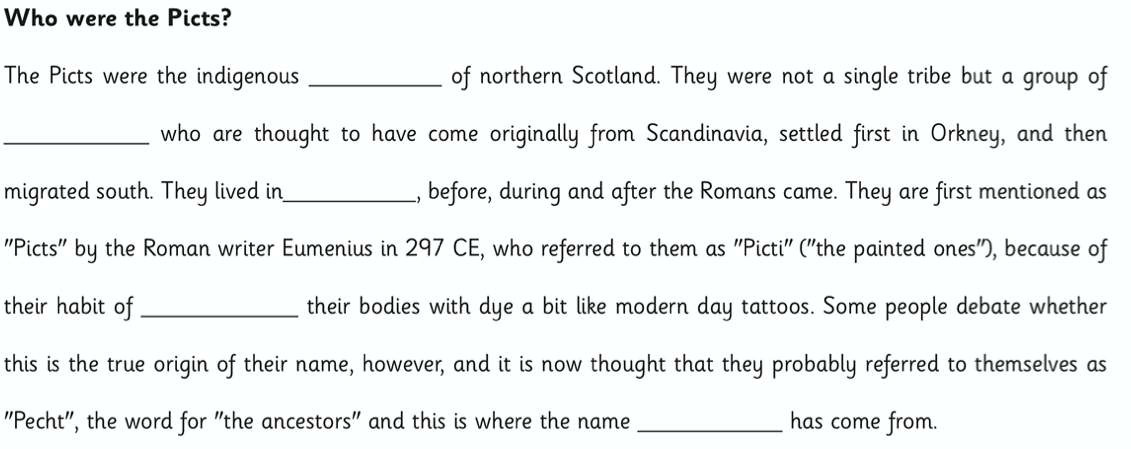 Who were the Picts?
The Picts were the indigenous ____________ of northern Scotland. They were not a single tribe but a group of
_____________ who are thought to have come originally from Scandinavia, settled first in Orkney, and then
migrated south. They lived in____________, before, during and after the Romans came. They are first mentioned as
"Picts" by the Roman writer Eumenius in 297 CE, who referred to them as "Picti" ("the painted ones"), because of
their habit of ______________ their bodies with dye a bit like modern day tattoos. Some people debate whether
this is the true origin of their name, however, and it is now thought that they probably referred to themselves as
"Pecht", the word for "the ancestors" and this is where the name _____________ has come from.